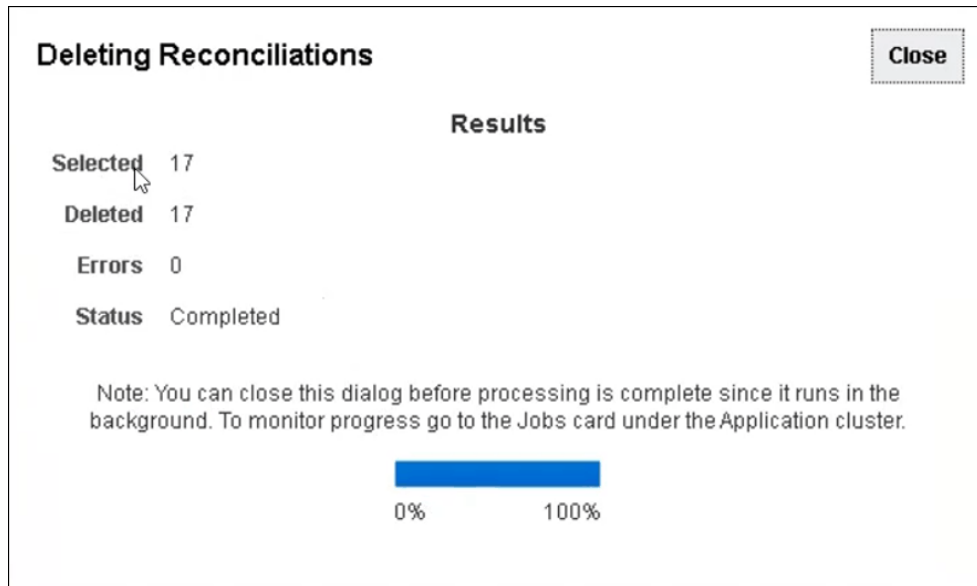 Deleting Reconciliations
Close
Results
Selected 17
Deleted 17
Errors 0
Status Completed
Note: You can close this dialog before processing is complete since it runs in the
background. To monitor progress go to the Jobs card under the Application cluster.
0% 100%